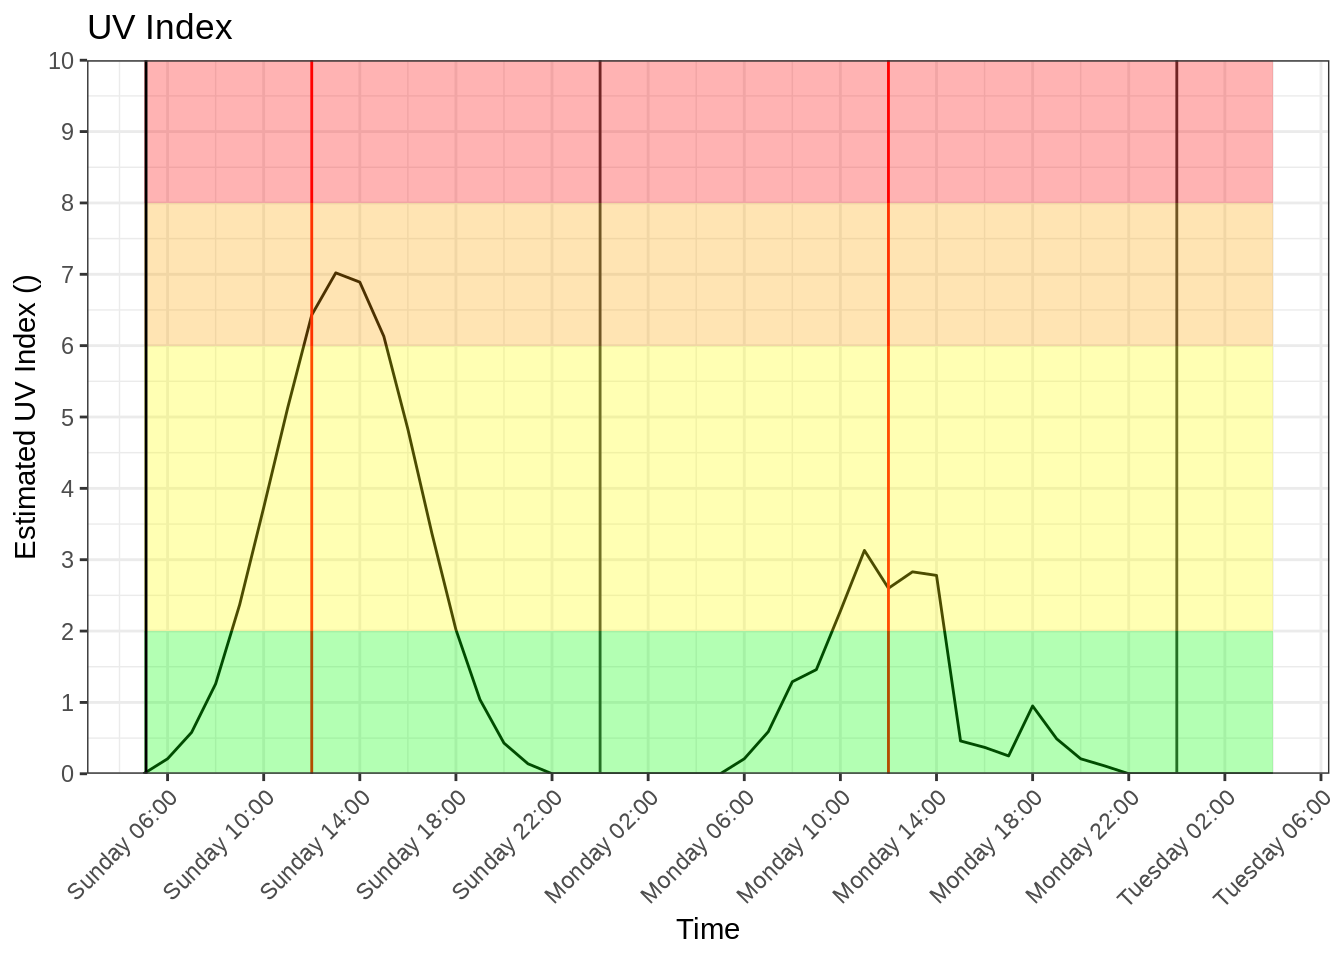 UV Index
Estimated UV Index ()
10
9
8
7
6
5
4
3
2
1
0
Sunday 06:00
Sunday 10:00
Sunday 14:00
Sunday 18:00
Sunday 22:00
Monday 02:00
Monday 06:00
Monday 10:00
Monday 14:00
Monday 18:00
Monday 22:00
Tuesday 02:00
Tuesday 06:00
Time